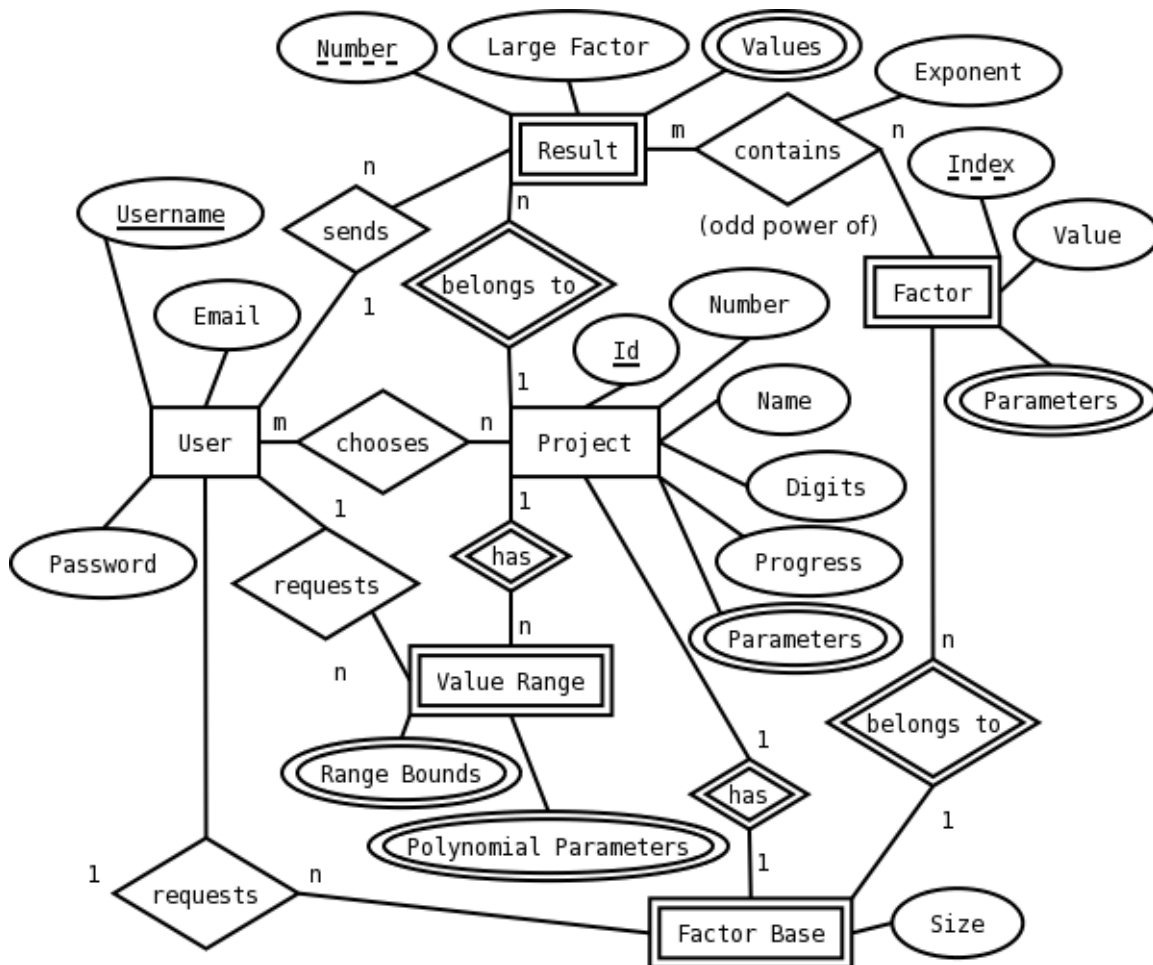 Number
Large Factor
Values
Exponent
n
m
n
Result
contains
Index
Username
n
sends
(odd power of)
Value
belongs to
Factor
Email
1
Number
Id
1
Name
Parameters
User
m
chooses
n
Project
Digits
1
1
Password
requests
has
Progress
n
n
Parameters
n
Value Range
belongs to
1
Range Bounds
has
1
Polynomial Parameters
1
1
n
requests
Factor Base
Size